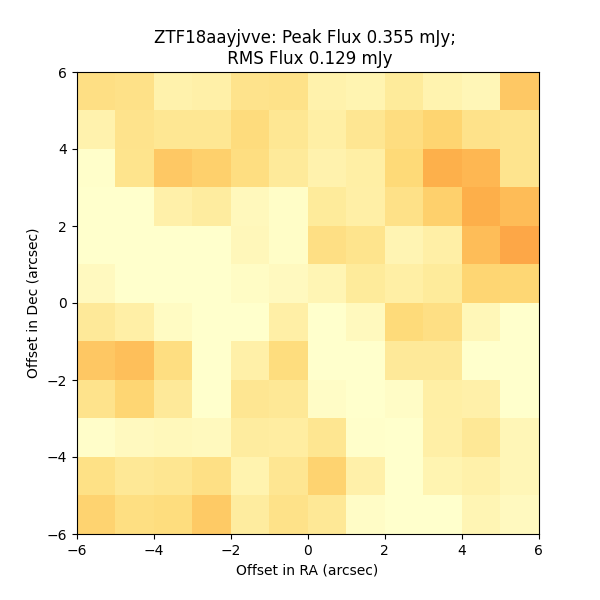 ZTF18aayjvve: Peak Flux 0.355 mJy;
RMS Flux 0.129 mJy
6
4
2
0
−2
−4
−6
Offset in Dec (arcsec)
−6 −4 −2 0 2 4 6
Offset in RA (arcsec)